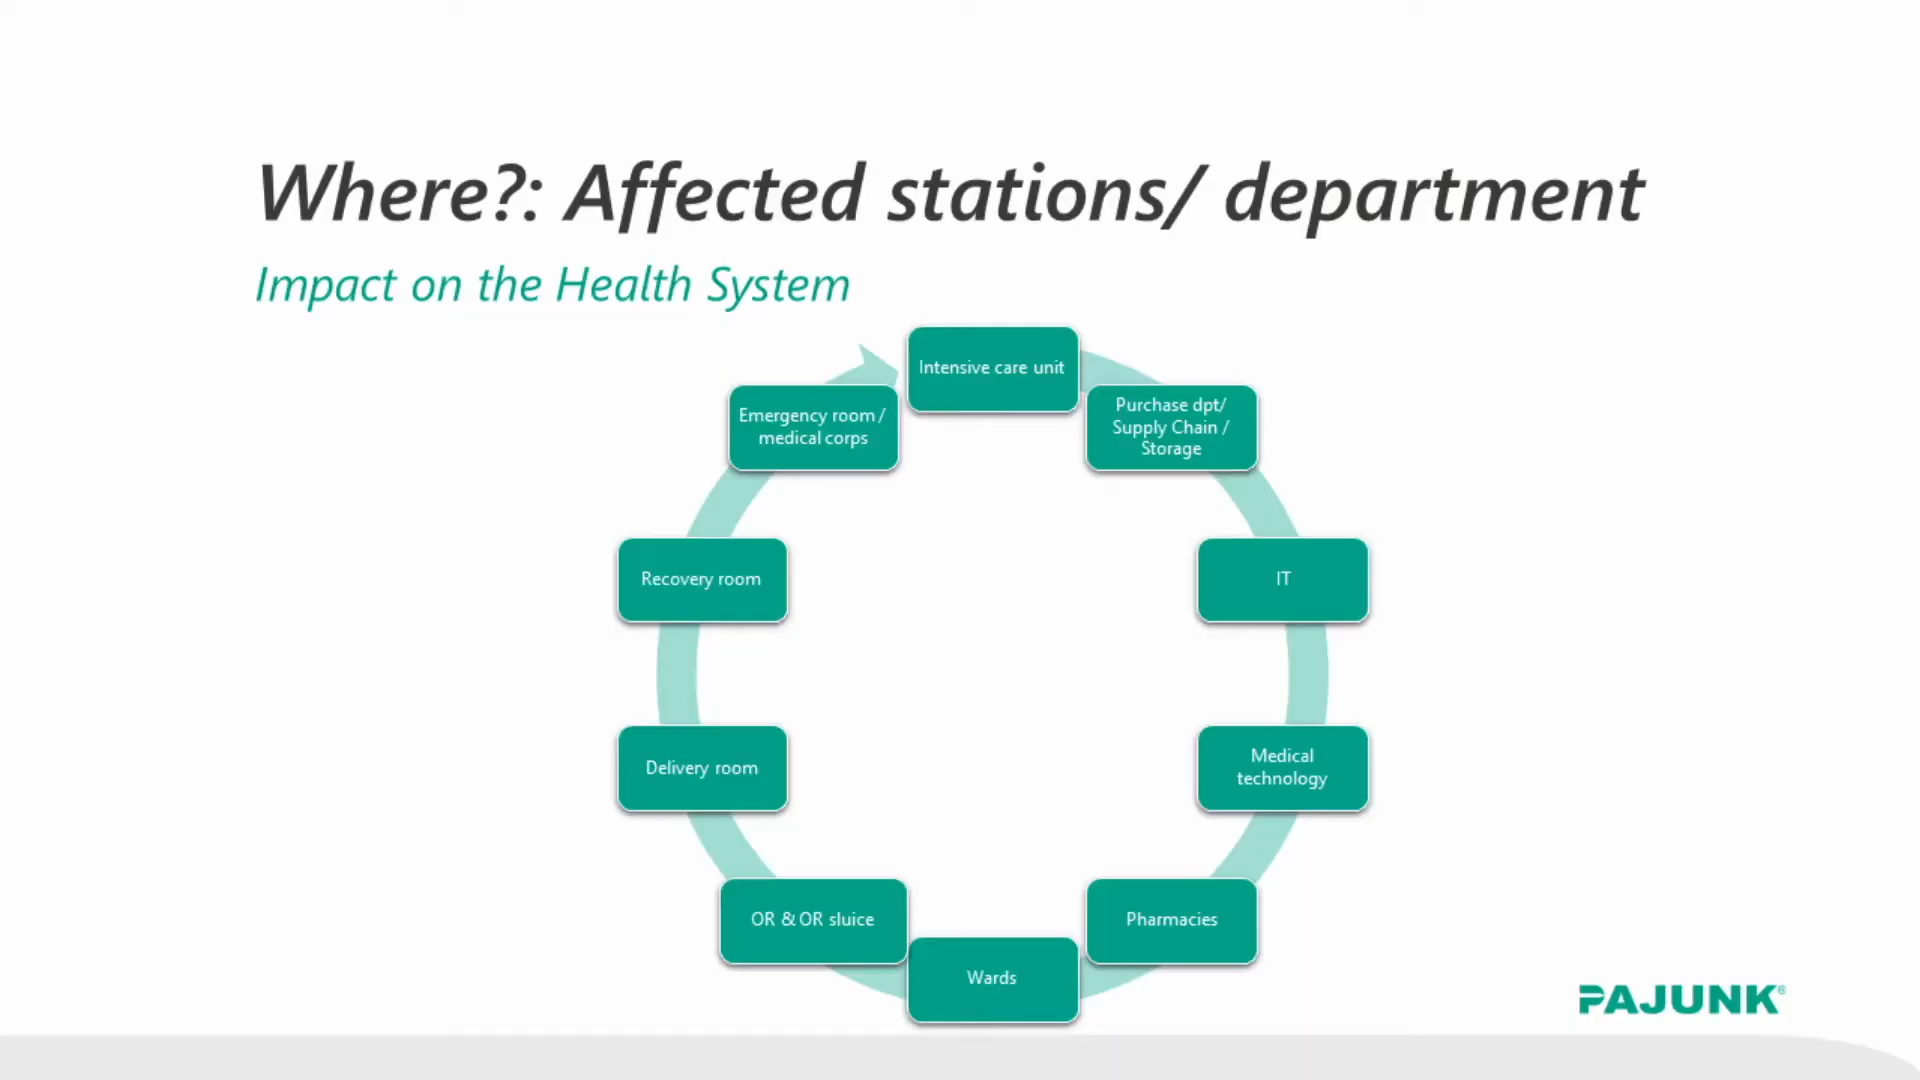 Where?: Affected stations/ department
Impact on the Health System
Intensive care unit
Purchase dpt/
Supply Chain /
Storage
IT
Medical
technology
Pharmacies
Wards
OR & OR sluice
Delivery room
Recovery room
Emergency room /
medical corps
PAJUNK®